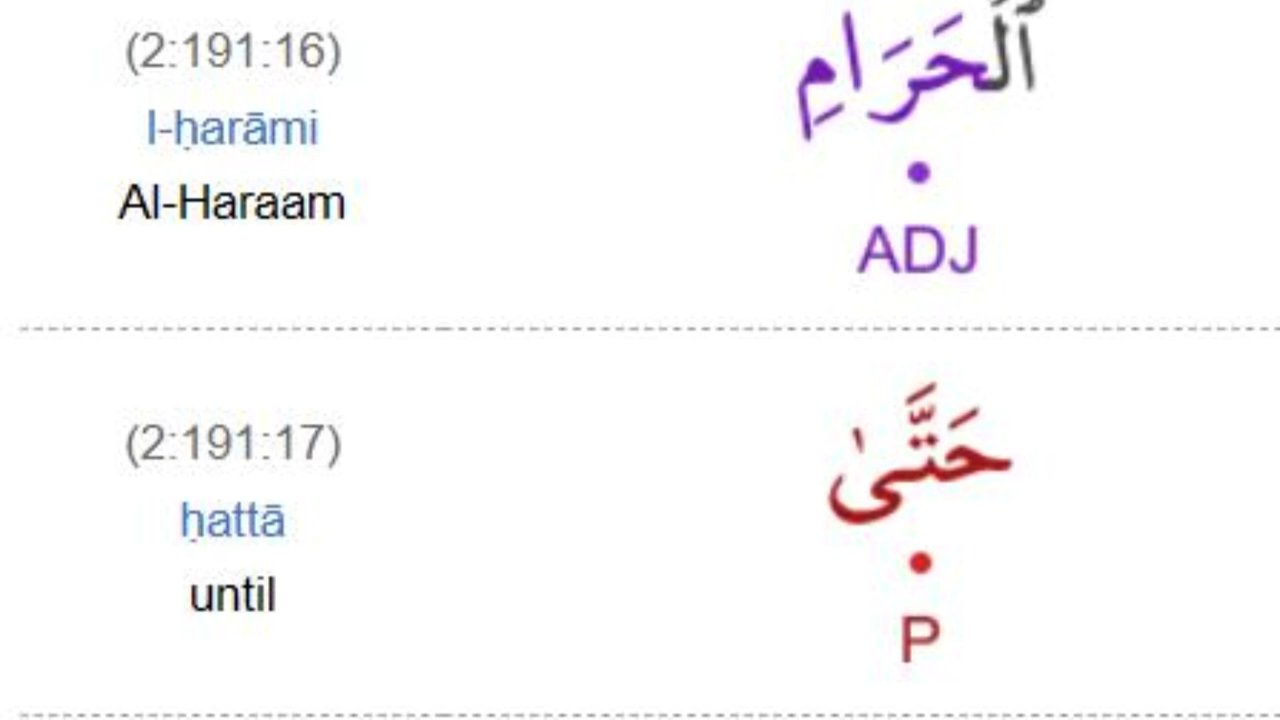 (2:191:16)
l-ḥarāmi
Al-Haraam
ٱلْحَرَامِ
ADJ
(2:191:17)
ḥattā
until
حَتَّىٰ
P